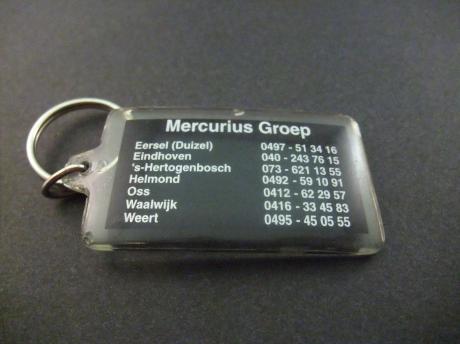 Mercurius Groep
Eersel (Duizel) 0497 - 51 34 16
Eindhoven 040 - 243 76 15
's-Hertogenbosch 073 - 621 13 55
Helmond 0492 - 59 10 91
Oss 0412 - 62 29 57
Waalwijk 0416 - 33 45 83
Weert 0495 - 45 05 55